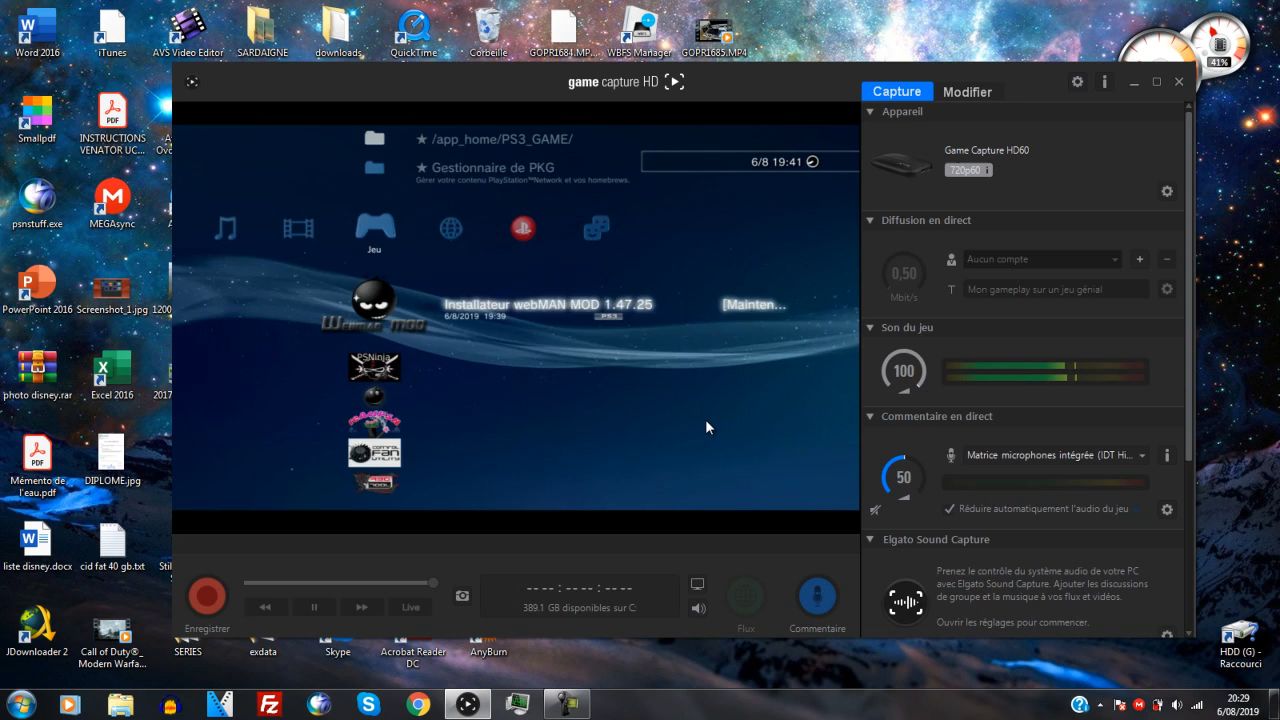 Word 2016
iTunes
AVS Video Editor
SARDAIGNE
downloads
QuickTime
Corbeille
GOPR1684.MP...
WBFS Manager
GOPR1685.MP4
41%
game capture HD
Capture
Modifier
Smallpdf
INSTRUCTIONS
VENATOR UC...
psnstuff.exe
MEGAsync
PowerPoint 2016
Screenshot_1.jpg
1200
photo disney.rar
Excel 2016
2017
Mémento de
l'eau.pdf
DIPLOME.jpg
liste disney.docx
cid fat 40 gb.txt
Stil
JDownloader 2
Call of Duty®_
Modern Warfa...
★ /app_home/PS3_GAME/
★ Gestionnaire de PKG
Gérer votre contenu PlayStation™Network et vos homebrews.
6/8 19:41
Jeu
Installateur webMAN MOD 1.47.25
[Mainten...
6/8/2019 19:39
PS3
WebMAN MOD
PSNinja
CONTROL
FAN
UTILITY
Appareil
Game Capture HD60
720p60 i
Diffusion en direct
0,50
Mbit/s
Aucun compte
T
Mon gameplay sur un jeu génial
Son du jeu
100
Commentaire en direct
50
Matrice microphones intégrée (IDT Hi...
Réduire automatiquement l'audio du jeu
Elgato Sound Capture
Prenez le contrôle du système audio de votre PC
avec Elgato Sound Capture. Ajouter les discussions
de groupe et la musique à vos flux et vidéos.
Ouvrir les réglages pour commencer.
Enregistrer
Live
-- -- : -- -- : -- --
389.1 GB disponibles sur C:
Flux
Commentaire
SERIES
exdata
Skype
Acrobat Reader
DC
AnyBurn
HDD (G) -
Raccourci
20:29
6/08/2019